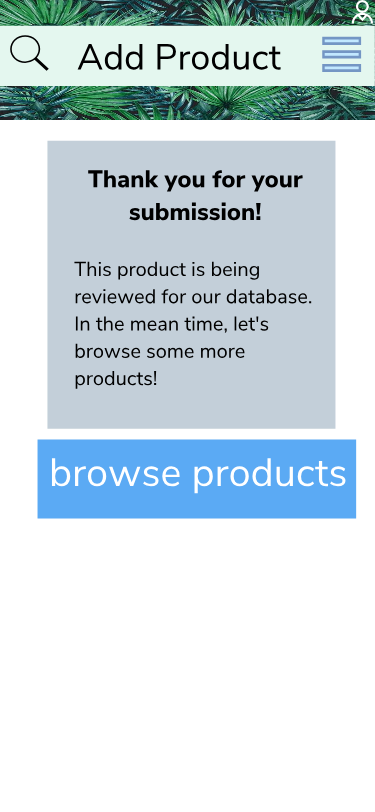 Add Product
Thank you for your
submission!
This product is being
reviewed for our database.
In the mean time, let's
browse some more
products!
browse products